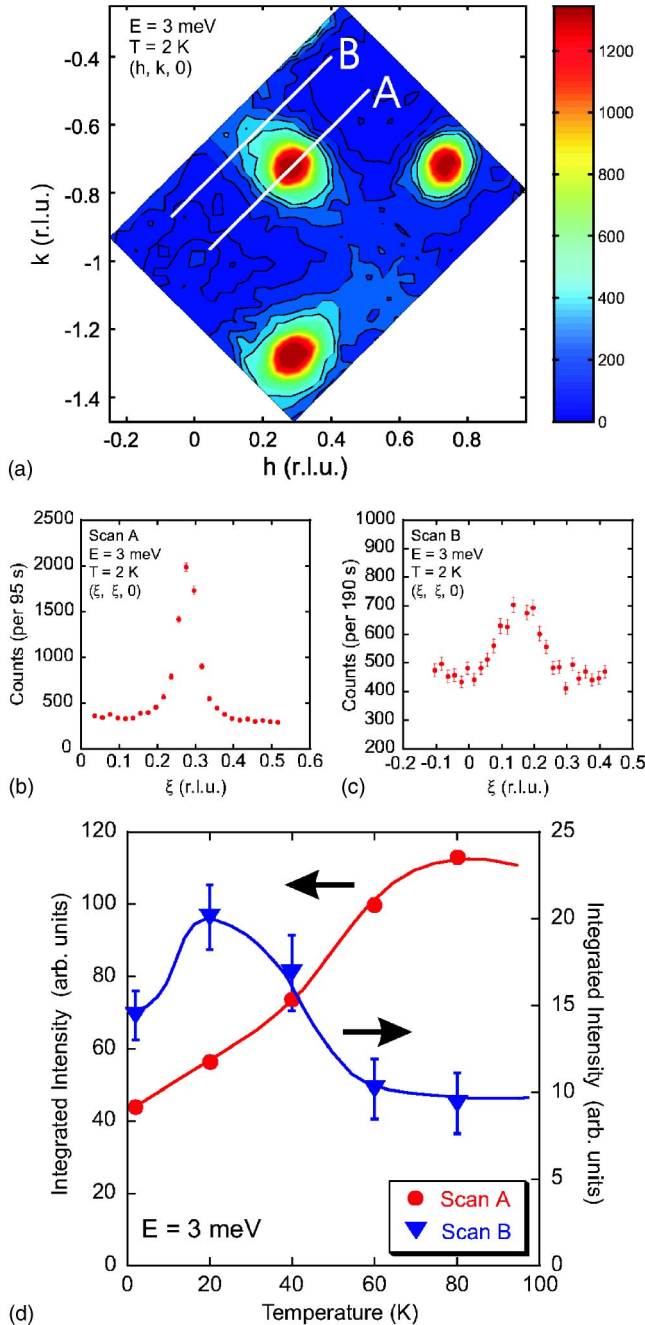 E = 3 meV
T = 2 K
(h, k, 0)
B
A
-0.4
-0.6
-0.8
-1
-1.2
-1.4
k (r.l.u.)
-0.2 0 0.2 0.4 0.6 0.8
h (r.l.u.)
1200
1000
800
600
400
200
0
(a)
2500
2000
1500
1000
500
0
Counts (per 95 s)
Scan A
E = 3 meV
T = 2 K
(ξ, ξ, 0)
0 0.1 0.2 0.3 0.4 0.5 0.6
ξ (r.l.u.)
(b)
1000
900
800
700
600
500
400
300
200
Counts (per 190 s)
Scan B
E = 3 meV
T = 2 K
(ξ, ξ, 0)
-0.2 -0.1 0 0.1 0.2 0.3 0.4 0.5
ξ (r.l.u.)
(c)
120
100
80
60
40
20
0
Integrated Intensity (arb. units)
25
20
15
10
5
0
Integrated Intensity
(arb. units)
E = 3 meV
Scan A
Scan B
0 20 40 60 80 100
Temperature (K)
(d)